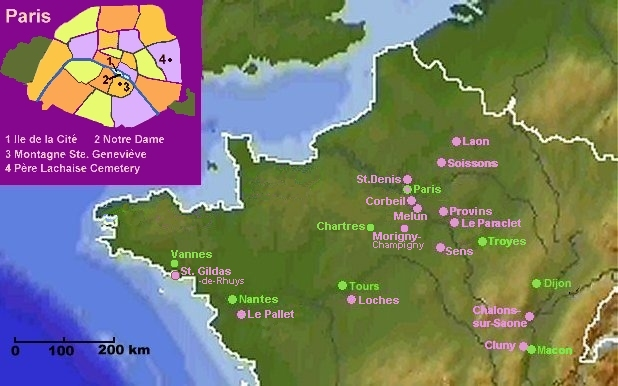 Paris
1
2
3
4
1 Ile de la Cité 2 Notre Dame
3 Montagne Ste. Geneviève
4 Père Lachaise Cemetery
Laon
Soissons
St.Denis
Paris
Corbeil
Melun
Provins
Le Paraclet
Chartres
Morigny-
Champigny
Troyes
Sens
Vannes
St. Gildas
-de-Rhuys
Nantes
Le Pallet
Tours
Loches
Dijon
Chalons-
sur-Saone
Cluny
Macon
0 100 200 km